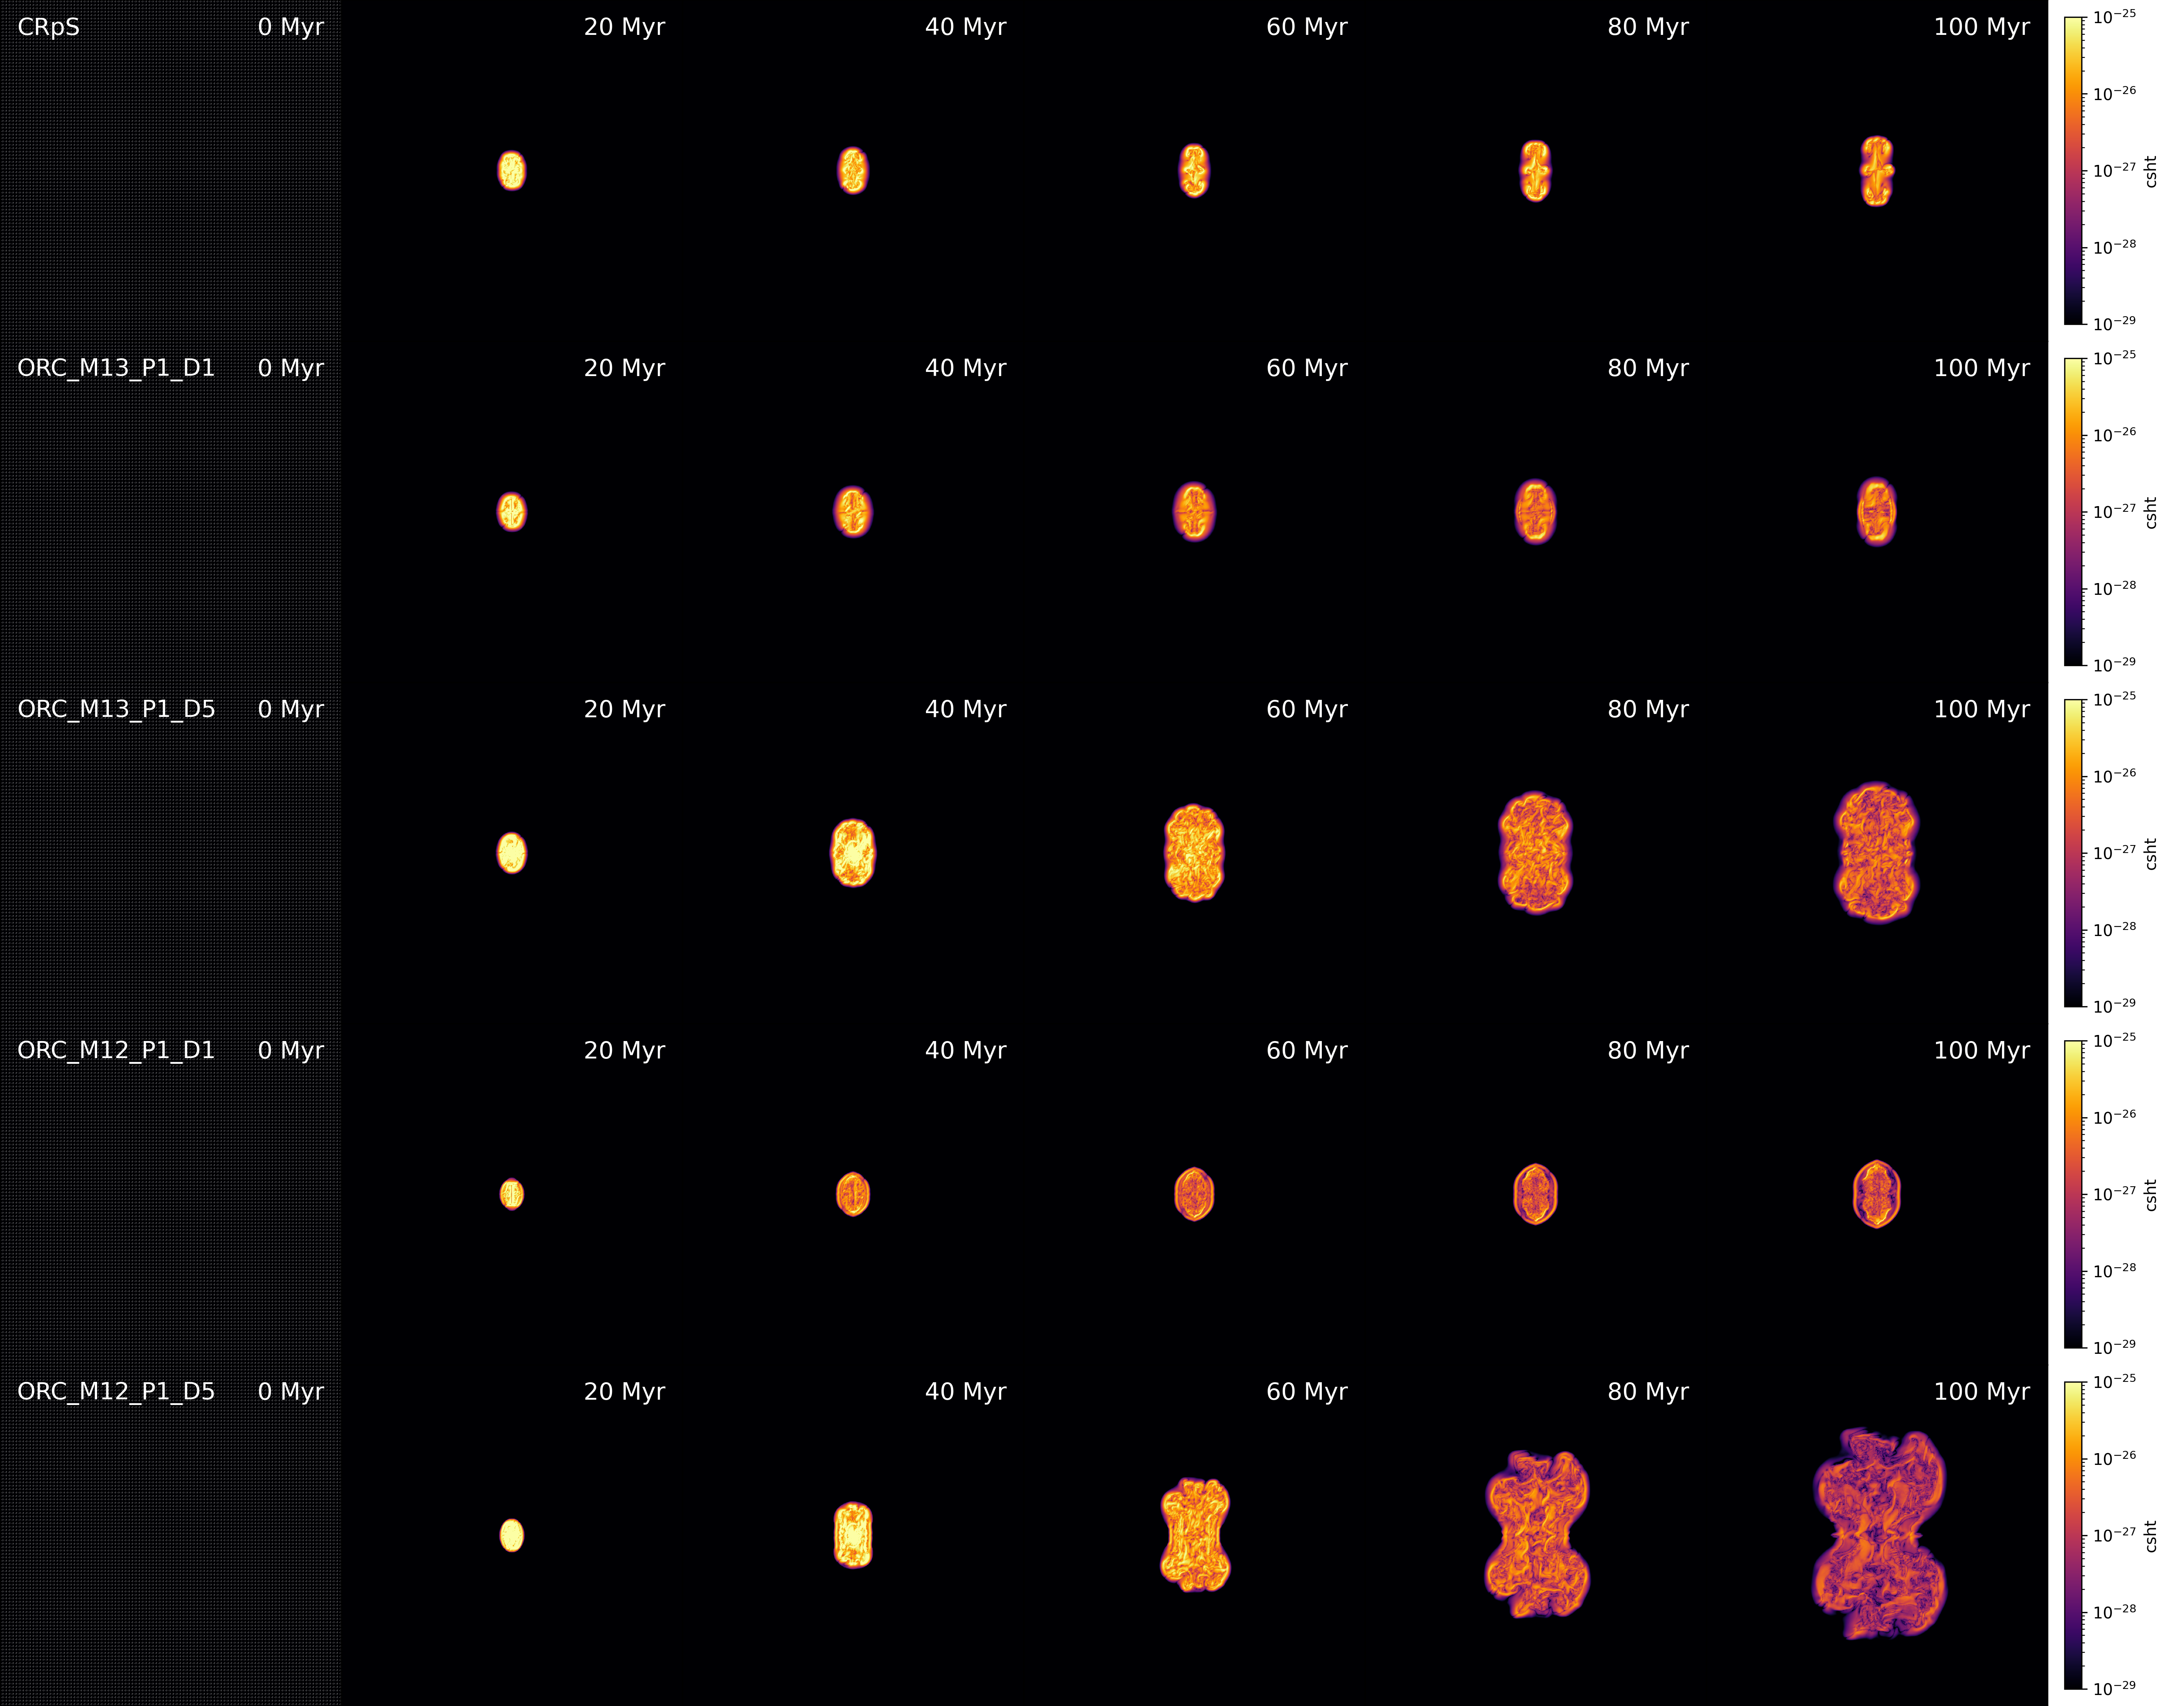 CRpS 0 Myr 20 Myr 40 Myr 60 Myr 80 Myr 100 Myr
10⁻²⁵
10⁻²⁶
10⁻²⁷
10⁻²⁸
10⁻²⁹
csht
ORC_M13_P1_D1 0 Myr 20 Myr 40 Myr 60 Myr 80 Myr 100 Myr
10⁻²⁵
10⁻²⁶
10⁻²⁷
10⁻²⁸
10⁻²⁹
csht
ORC_M13_P1_D5 0 Myr 20 Myr 40 Myr 60 Myr 80 Myr 100 Myr
10⁻²⁵
10⁻²⁶
10⁻²⁷
10⁻²⁸
10⁻²⁹
csht
ORC_M12_P1_D1 0 Myr 20 Myr 40 Myr 60 Myr 80 Myr 100 Myr
10⁻²⁵
10⁻²⁶
10⁻²⁷
10⁻²⁸
10⁻²⁹
csht
ORC_M12_P1_D5 0 Myr 20 Myr 40 Myr 60 Myr 80 Myr 100 Myr
10⁻²⁵
10⁻²⁶
10⁻²⁷
10⁻²⁸
10⁻²⁹
csht